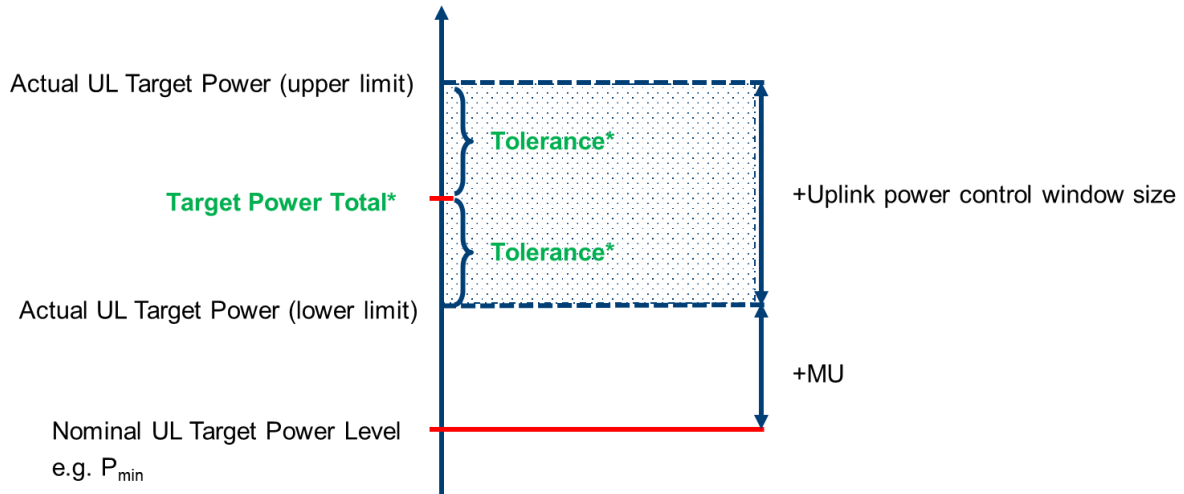 Actual UL Target Power (upper limit)
Tolerance*
Target Power Total*
+Uplink power control window size
Tolerance*
Actual UL Target Power (lower limit)
+MU
Nominal UL Target Power Level
e.g. Pmin